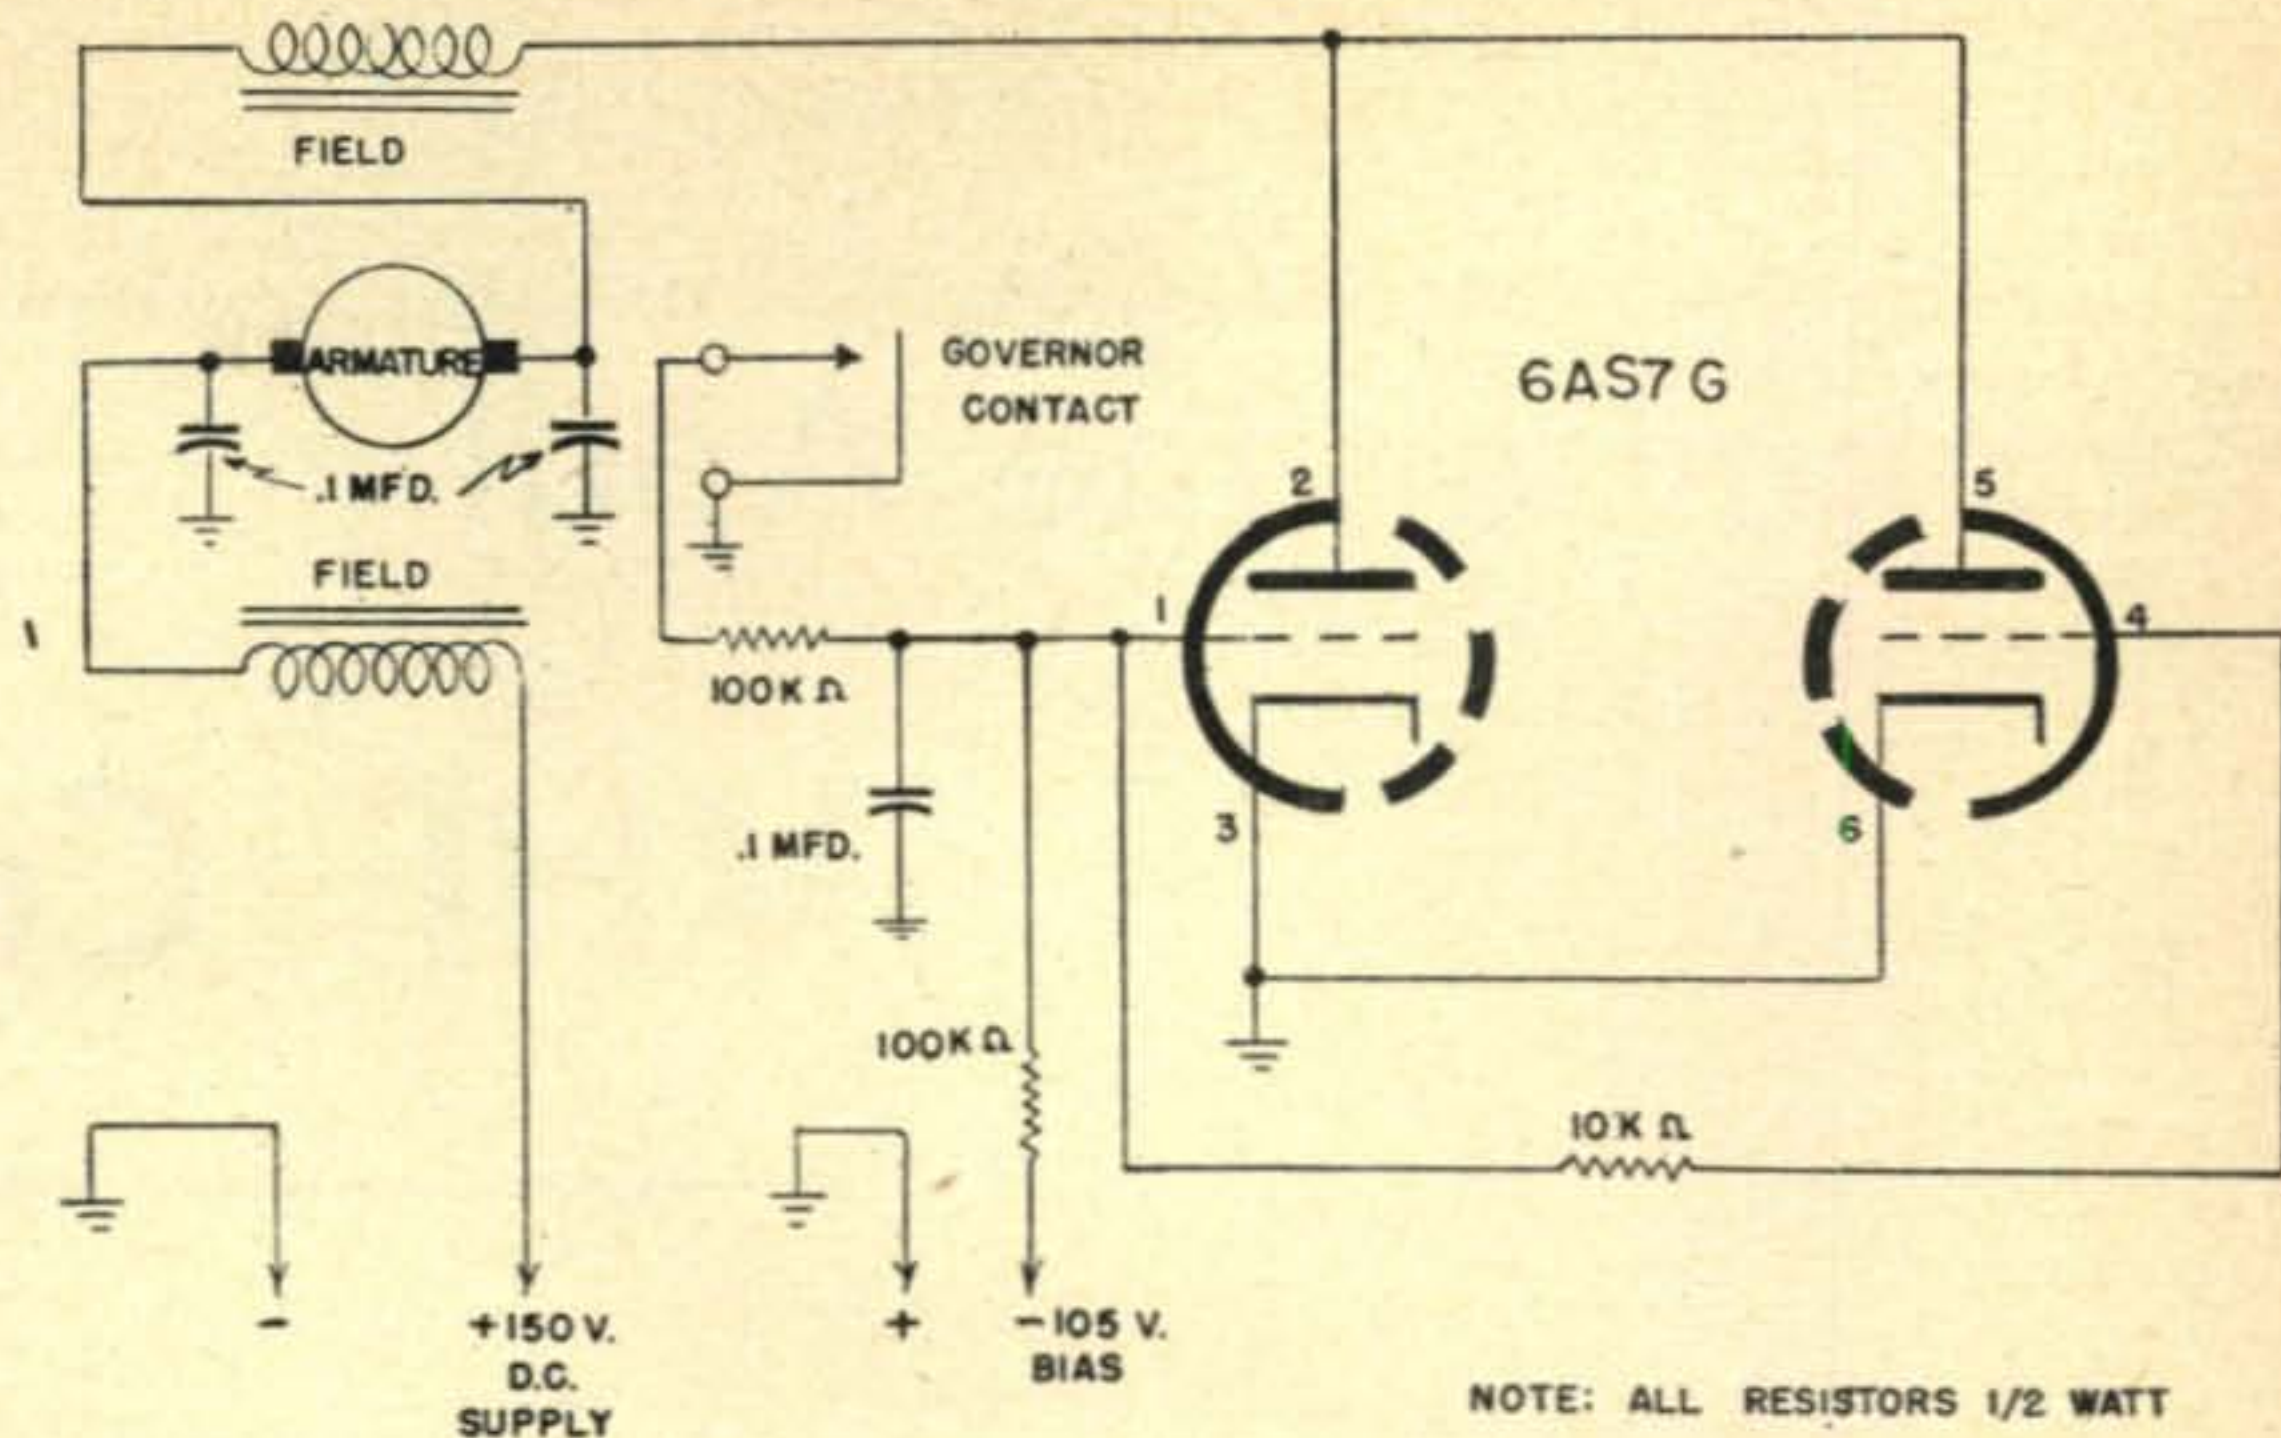 FIELD
ARMATURE
GOVERNOR
CONTACT
6AS7G
.1 MFD.
2
5
FIELD
1
4
100K Ω
3
6
.1 MFD.
100K Ω
10K Ω
-
+150 V.
D.C.
SUPPLY
+
-105 V.
BIAS
NOTE: ALL RESISTORS 1/2 WATT